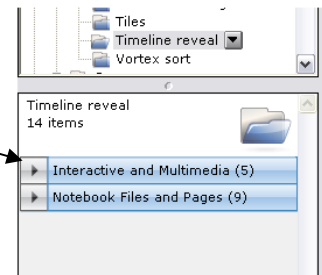 Tiles
Timeline reveal
Vortex sort
Timeline reveal
14 items
Interactive and Multimedia (5)
Notebook Files and Pages (9)